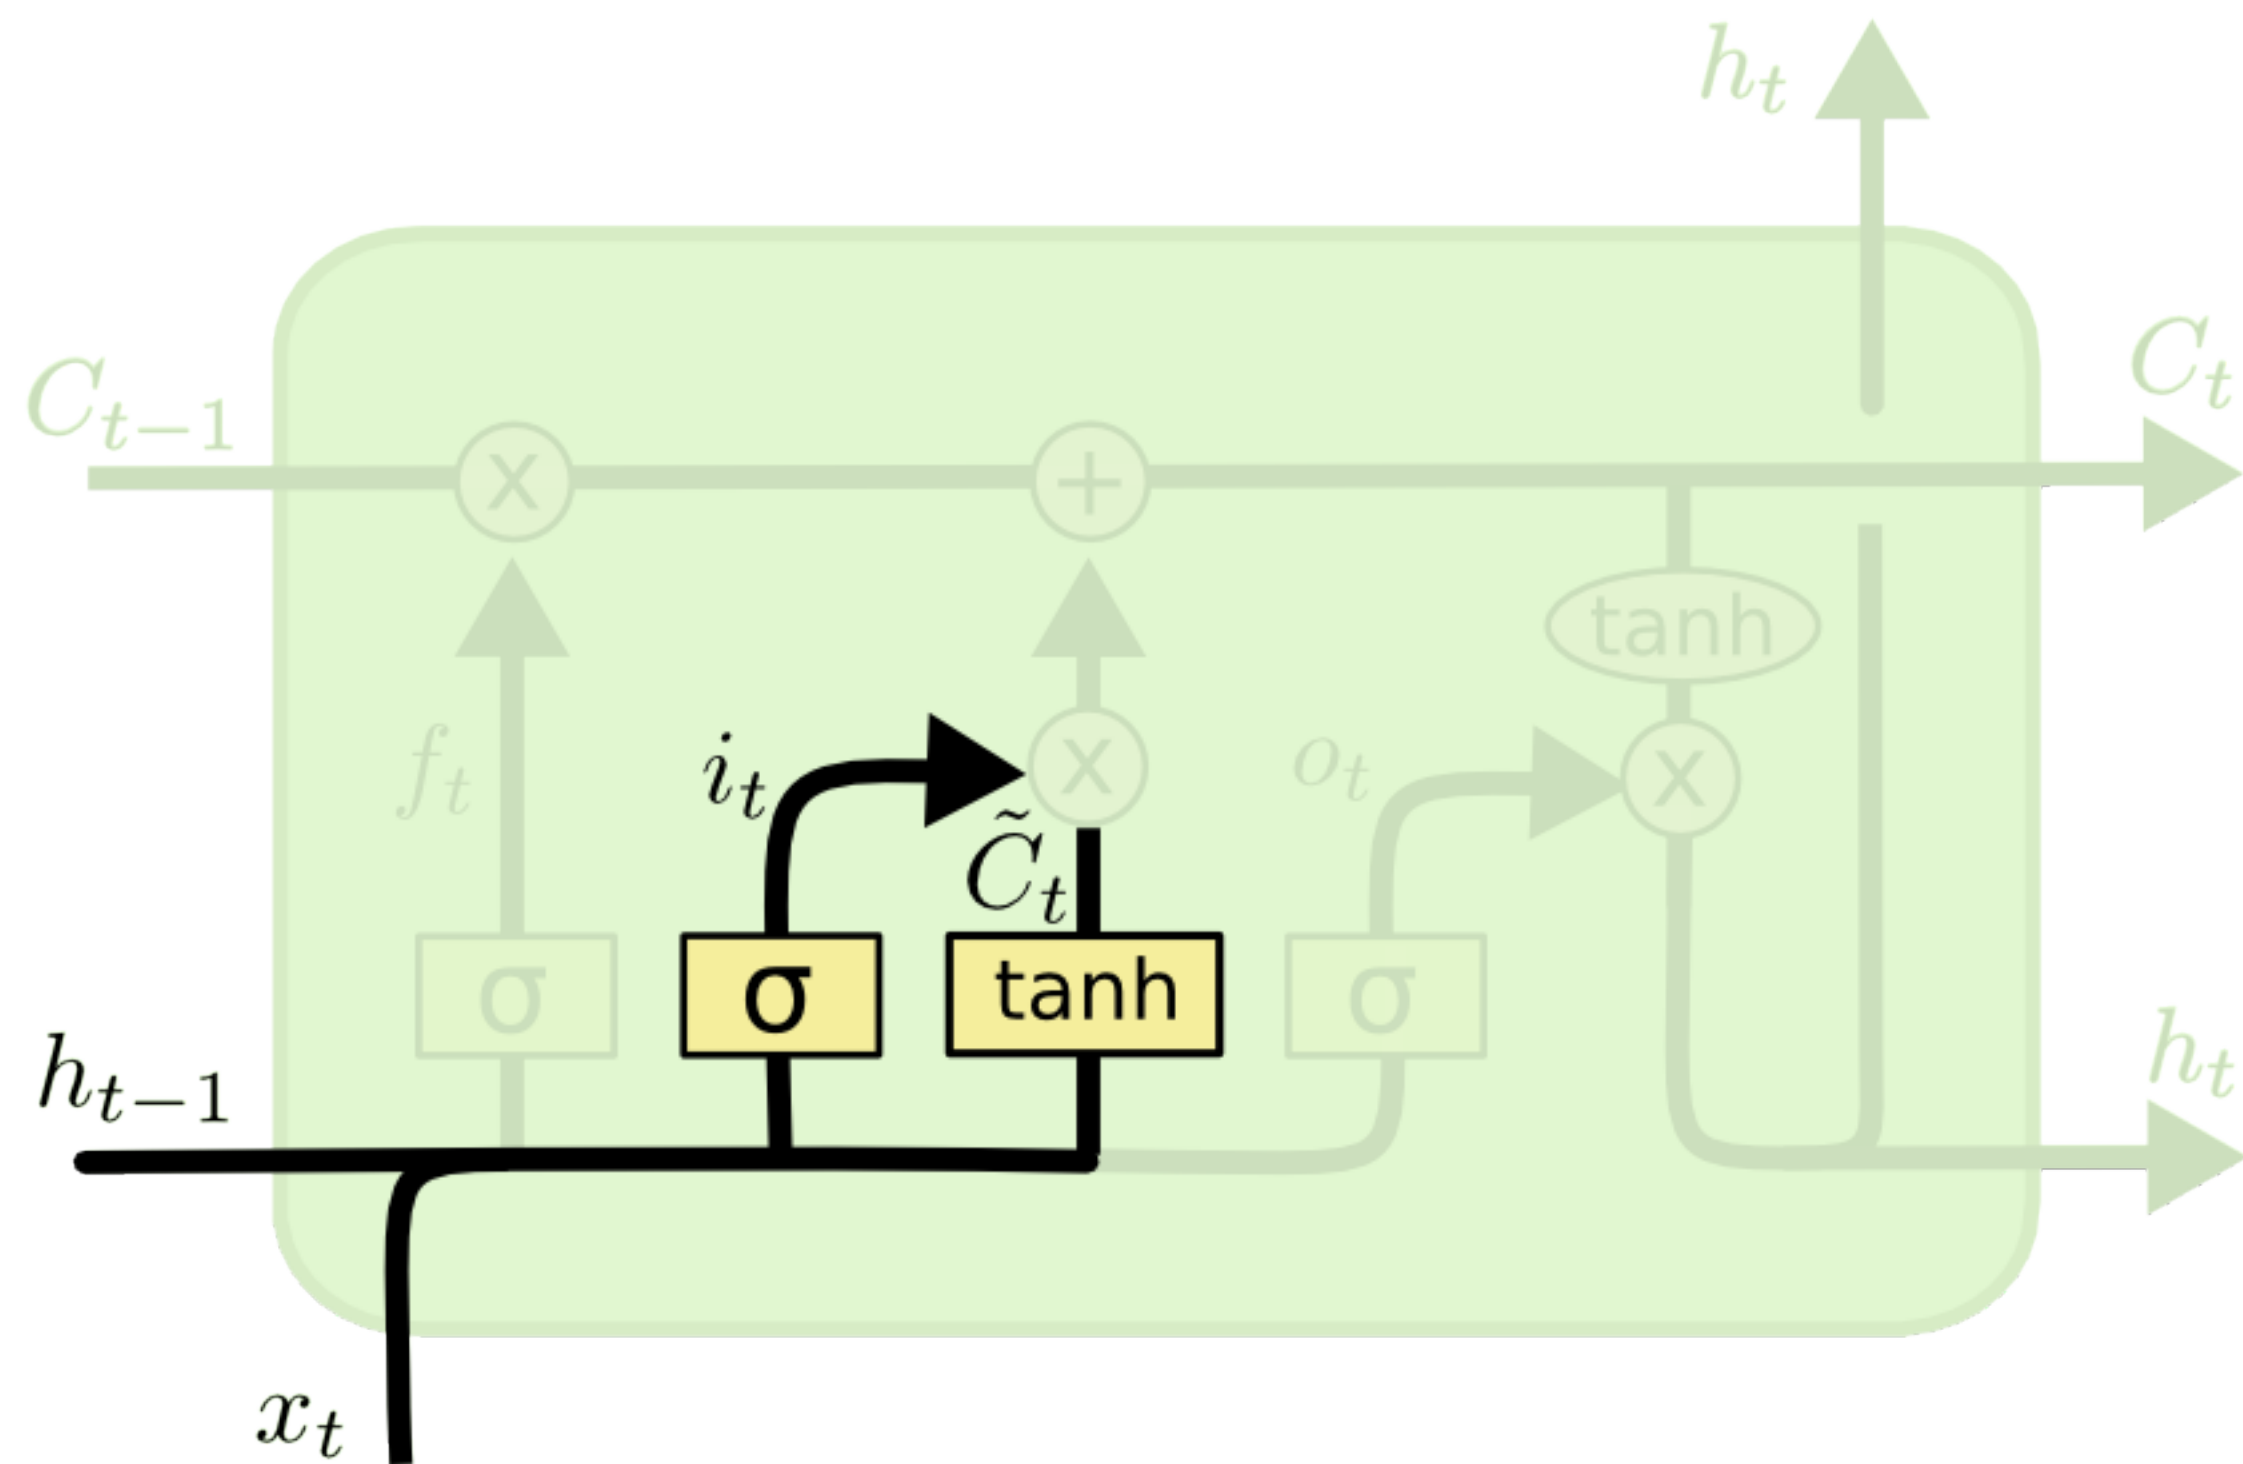 h_t
C_{t-1}
C_t
x
+
tanh
f_t
i_t
x
o_t
x
C̃_t
σ
σ
tanh
σ
h_{t-1}
h_t
x_t